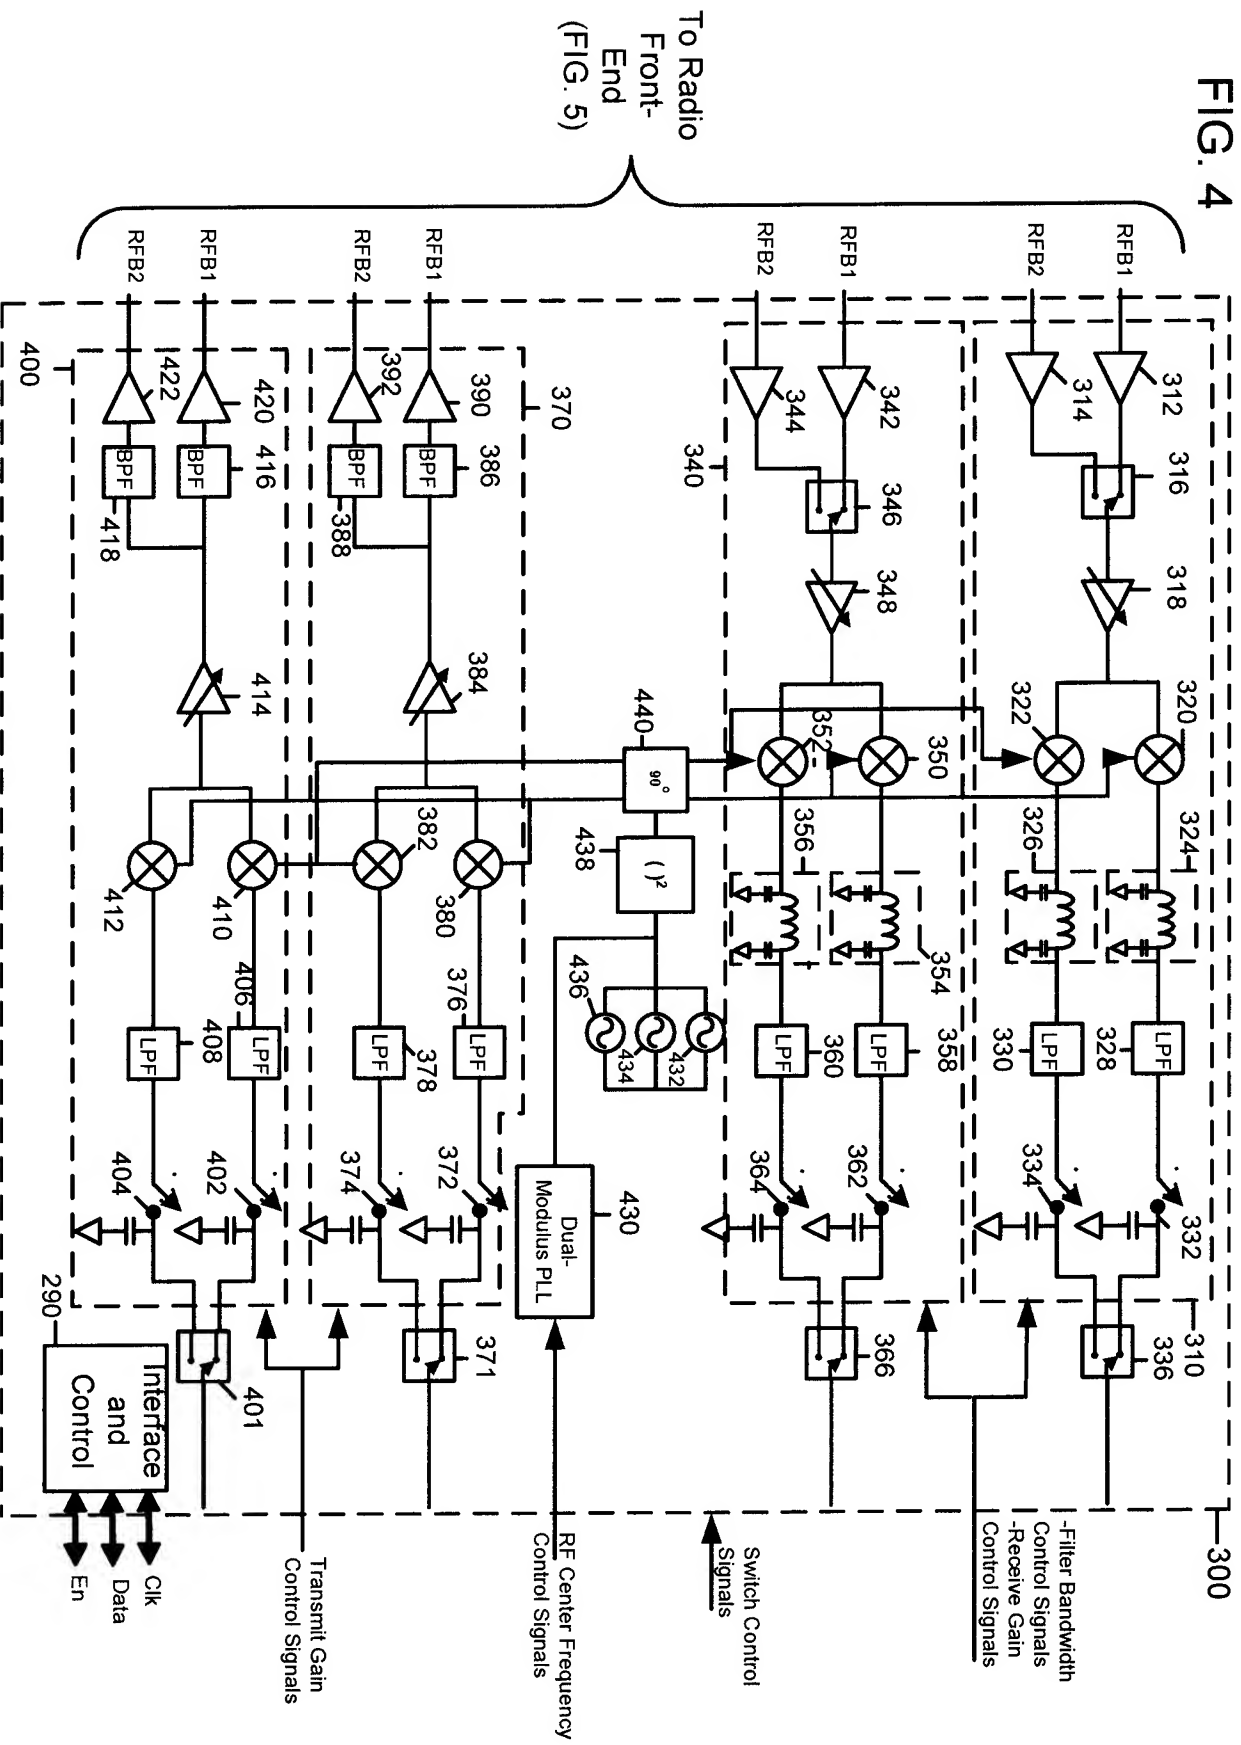 FIG. 4
To Radio
Front-
End
(FIG. 5)
RFB1
RFB2
RFB1
RFB2
RFB1
RFB2
RFB1
RFB2
300
310
312
314
316
318
320
322
324
326
328
330
332
334
336
LPF
LPF
-Filter Bandwidth
Control Signals
-Receive Gain
Control Signals
340
342
344
346
348
350
352
354
356
358
360
362
364
366
LPF
LPF
Switch Control
Signals
440
90°
438
( )²
436
434
432
430
Dual-
Modulus PLL
RF Center Frequency
Control Signals
370
390
392
386
388
BPF
BPF
384
380
382
376
378
LPF
LPF
372
374
371
Transmit Gain
Control Signals
400
420
422
416
418
BPF
BPF
414
410
412
406
408
LPF
LPF
402
404
401
290
Interface
and
Control
Clk
Data
En